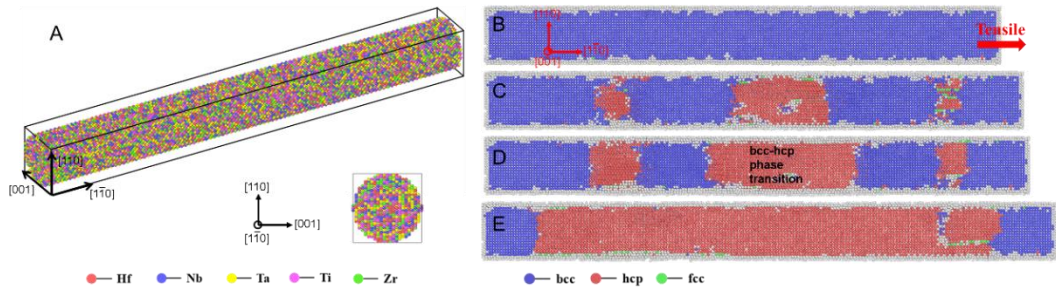 A
[110]
[001]
[1̄10]
[110]
[001]
[1̄10]
Hf Nb Ta Ti Zr
B
[110]
[1̄10]
[001]
Tensile
C
D
bcc-hcp
phase
transition
E
bcc hcp fcc